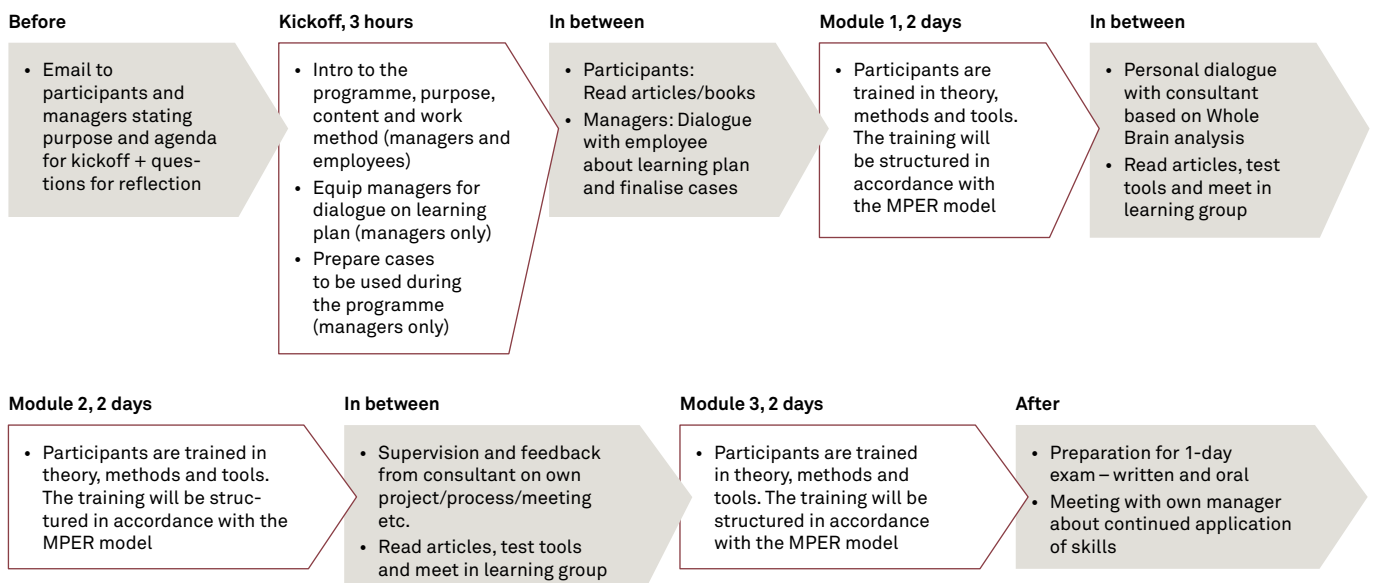 Before
• Email to
participants and
managers stating
purpose and agenda
for kickoff + ques-
tions for reflection
Kickoff, 3 hours
• Intro to the
programme, purpose,
content and work
method (managers and
employees)
• Equip managers for
dialogue on learning
plan (managers only)
• Prepare cases
to be used during
the programme
(managers only)
In between
• Participants:
Read articles/books
• Managers: Dialogue
with employee
about learning plan
and finalise cases
Module 1, 2 days
• Participants are
trained in theory,
methods and tools.
The training will
be structured in
accordance with
the MPER model
In between
• Personal dialogue
with consultant
based on Whole
Brain analysis
• Read articles, test
tools and meet in
learning group
Module 2, 2 days
• Participants are trained in
theory, methods and tools.
The training will be struc-
tured in accordance with the
MPER model
In between
• Supervision and feedback
from consultant on own
project/process/meeting
etc.
• Read articles, test tools
and meet in learning group
Module 3, 2 days
• Participants are trained
in theory, methods and
tools. The training will be
structured in accordance
with the MPER model
After
• Preparation for 1-day
exam – written and oral
• Meeting with own manager
about continued application
of skills